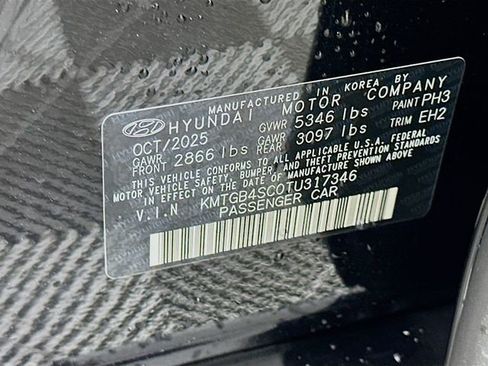 MANUFACTURED IN KOREA BY
HYUNDAI MOTOR COMPANY
OCT/2025 GVWR 5346 lbs PAINT PH3
GAWR FRONT 2866 lbs GAWR REAR 3097 lbs TRIM EH2
THIS VEHICLE CONFORMS TO ALL APPLICABLE U.S.A. FEDERAL
MOTOR VEHICLE SAFETY, BUMPER, AND THEFT PREVENTION STANDARDS
IN EFFECT ON THE DATE OF MANUFACTURE SHOWN ABOVE.
V.I.N KMTGB4SC0TU317346
PASSENGER CAR